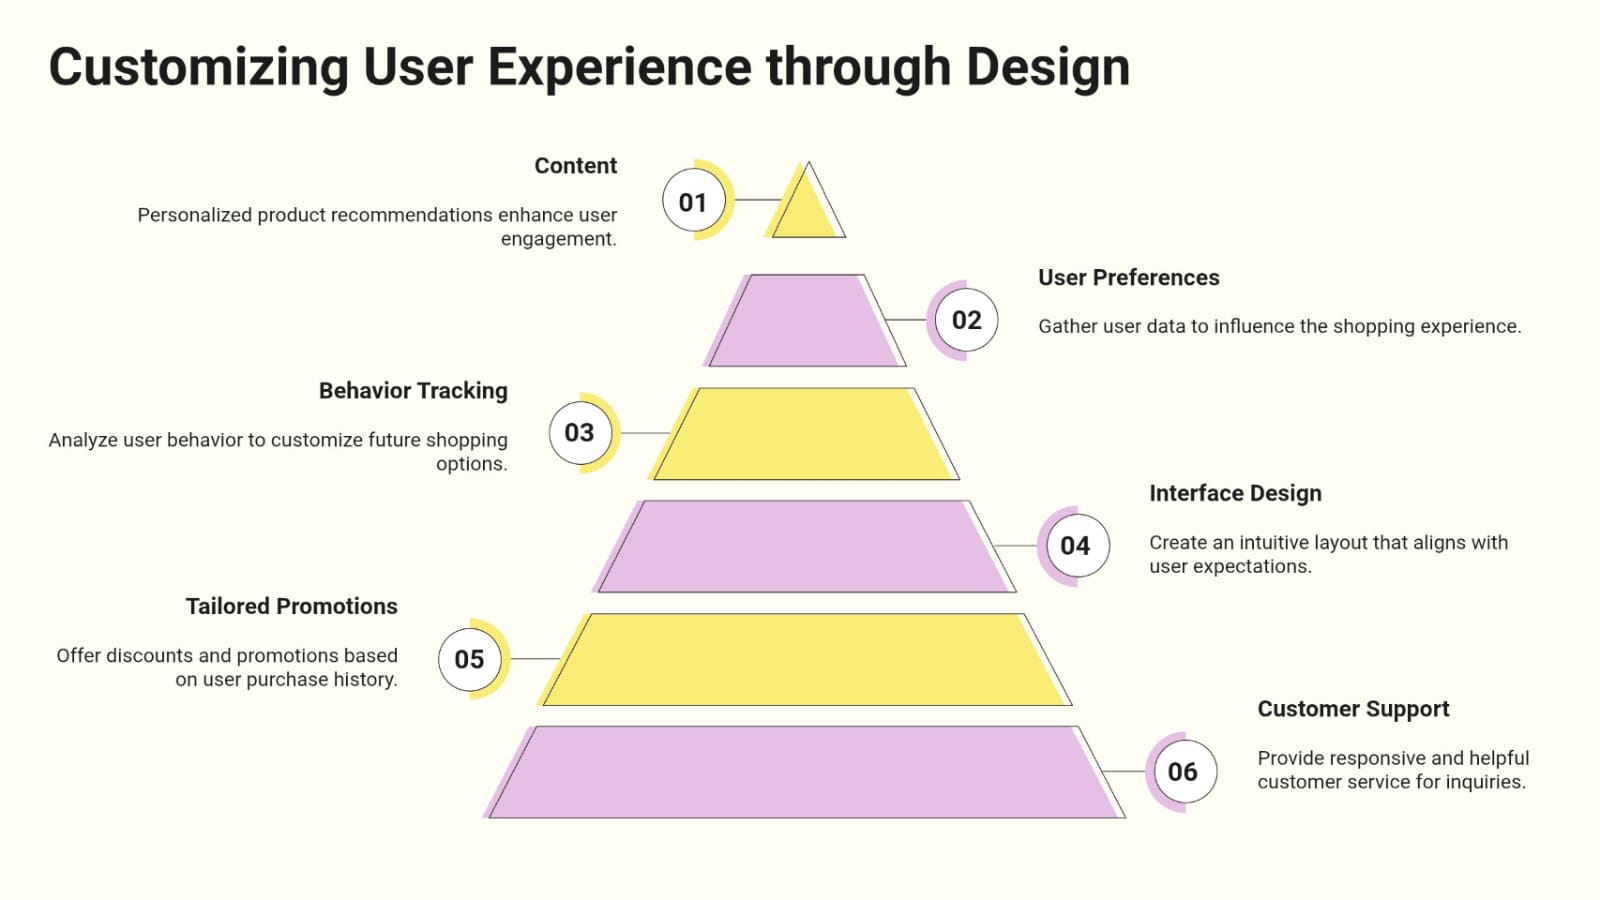 Customizing User Experience through Design
Content
Personalized product recommendations enhance user
engagement.
01
User Preferences
Gather user data to influence the shopping experience.
02
Behavior Tracking
Analyze user behavior to customize future shopping
options.
03
Interface Design
Create an intuitive layout that aligns with
user expectations.
04
Tailored Promotions
Offer discounts and promotions based
on user purchase history.
05
Customer Support
Provide responsive and helpful
customer service for inquiries.
06